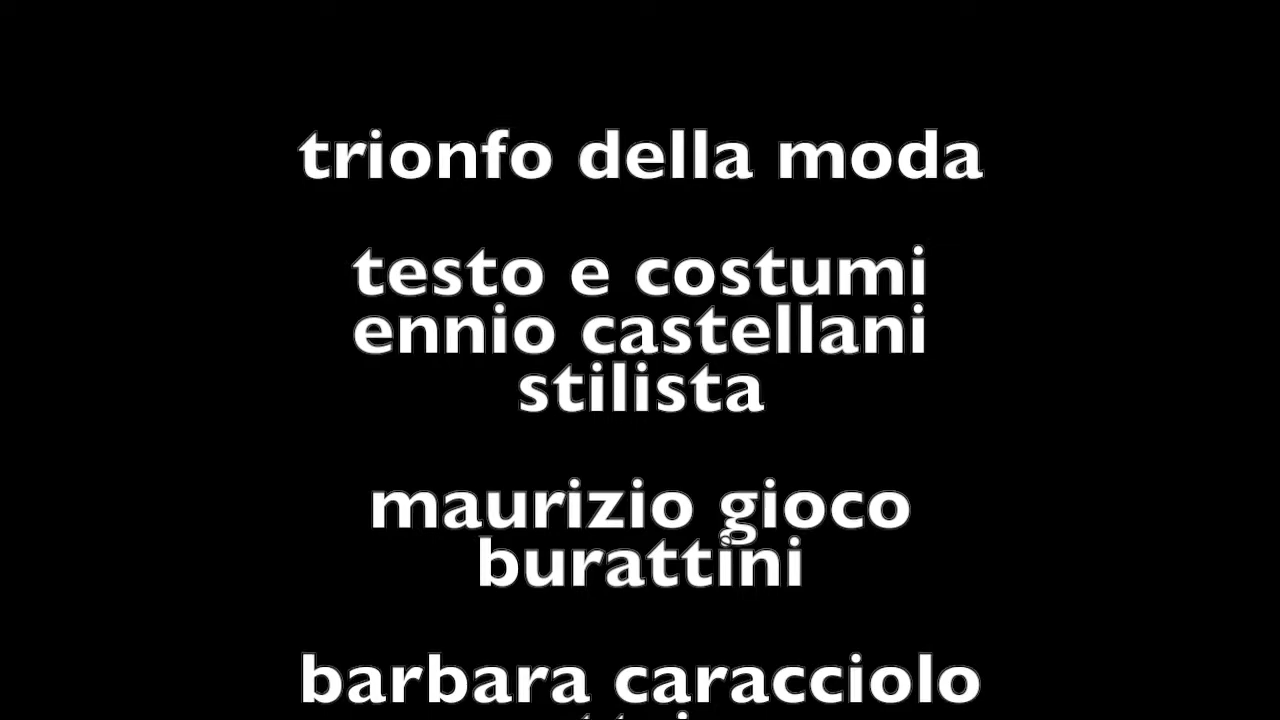 trionfo della moda
testo e costumi
ennio castellani
stilista
maurizio gioco
burattini
barbara caracciolo